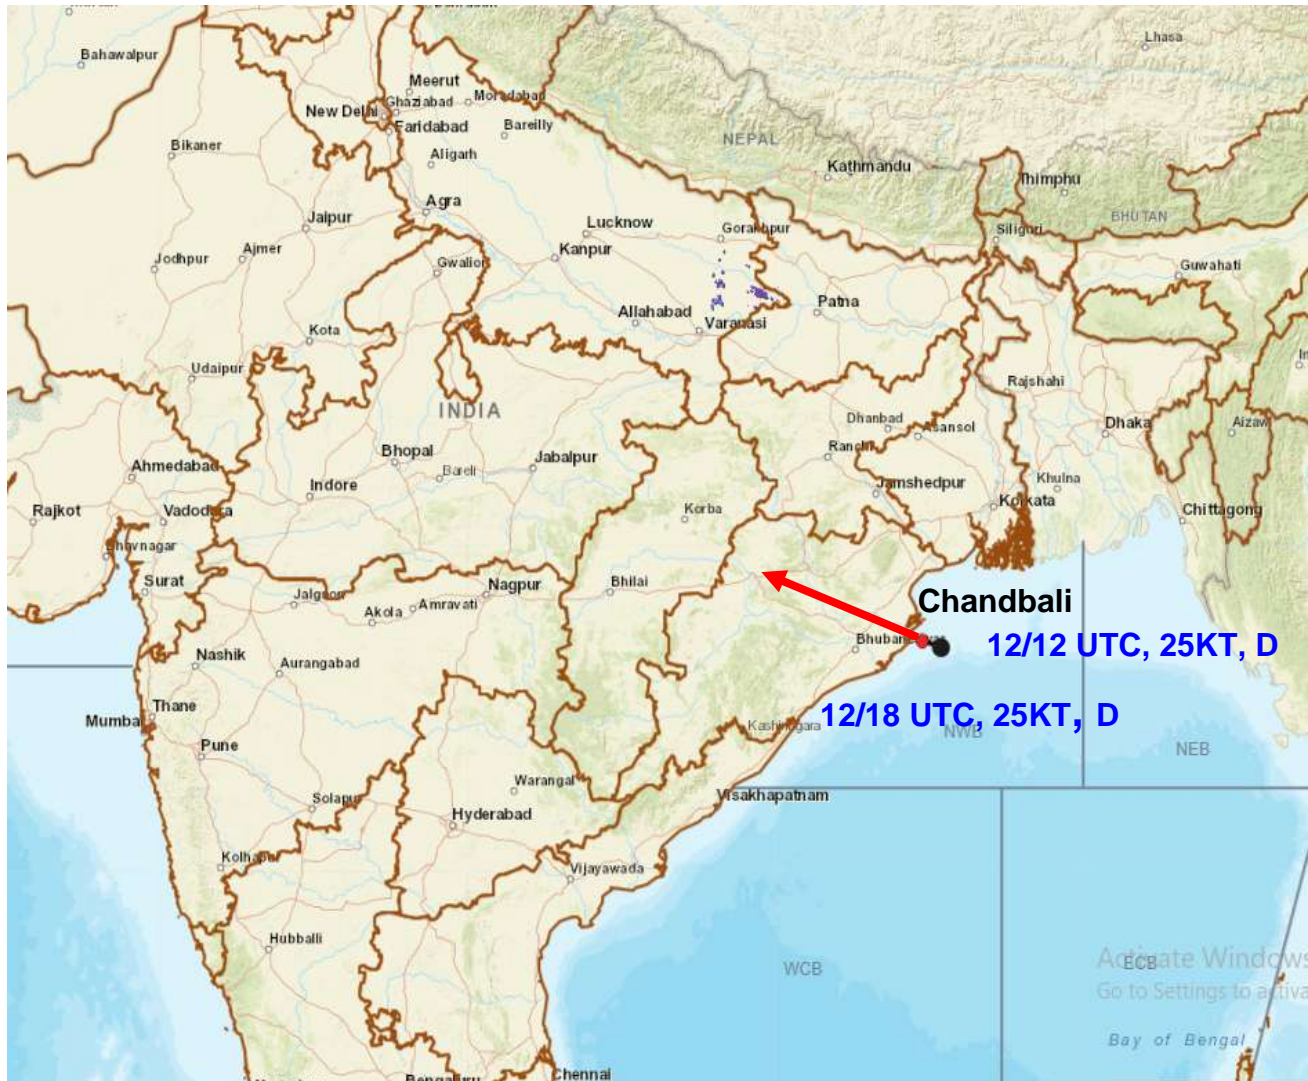 Lhasa
Bahawalpur
Meerut
New Delhi
Ghaziabad
Moradabad
Faridabad
Bareilly
NEPAL
Bikaner
Aligarh
Kathmandu
Thimphu
Agra
BHUTAN
Jaipur
Lucknow
Gorakhpur
Siliguri
Ajmer
Kanpur
Jodhpur
Gwalior
Guwahati
Patna
Allahabad
Varanasi
Kota
Udaipur
Rajshahi
INDIA
Dhanbad
Asansol
Dhaka
Aizaw
Ranchi
Bhopal
Bareli
Jabalpur
Ahmedabad
Khulna
Indore
Jamshedpur
Kolkata
Rajkot
Vadodara
Korba
Chittagong
Bhavnagar
Surat
Nagpur
Bhilai
Jalgaon
Akola
Amravati
Chandbali
Bhubaneswar
12/12 UTC, 25KT, D
Nashik
Aurangabad
Thane
Mumbai
12/18 UTC, 25KT, D
Kashinagara
NWB
NEB
Pune
Warangal
Visakhapatnam
Solapur
Hyderabad
Kolhapur
Vijayawada
Hubballi
WCB
ECB
Activate Windows
Go to Settings to activa
Bay of Bengal
Chennai
Bengaluru